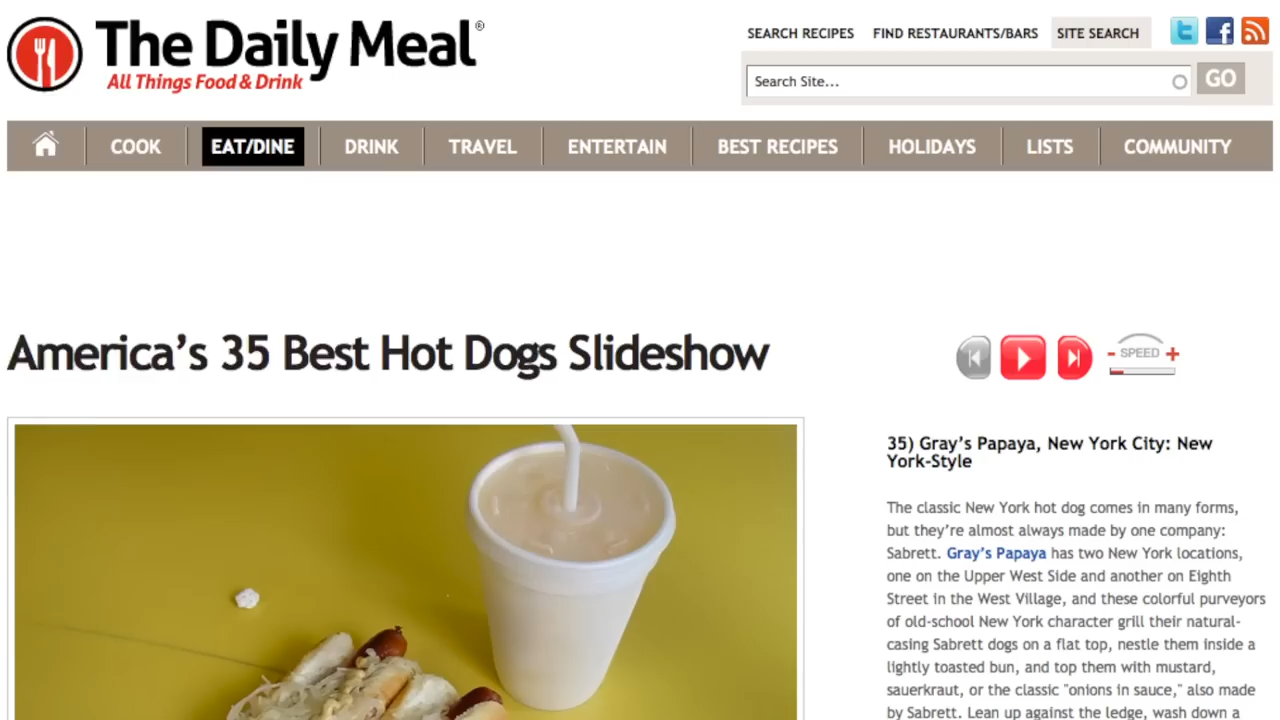 The Daily Meal®
All Things Food & Drink
SEARCH RECIPES FIND RESTAURANTS/BARS SITE SEARCH
Search Site...
GO
COOK EAT/DINE DRINK TRAVEL ENTERTAIN BEST RECIPES HOLIDAYS LISTS COMMUNITY
America’s 35 Best Hot Dogs Slideshow
- SPEED +
35) Gray’s Papaya, New York City: New
York-Style
The classic New York hot dog comes in many forms,
but they’re almost always made by one company:
Sabrett. Gray’s Papaya has two New York locations,
one on the Upper West Side and another on Eighth
Street in the West Village, and these colorful purveyors
of old-school New York character grill their natural-
casing Sabrett dogs on a flat top, nestle them inside a
lightly toasted bun, and top them with mustard,
sauerkraut, or the classic "onions in sauce," also made
by Sabrett. Lean up against the ledge, wash down a